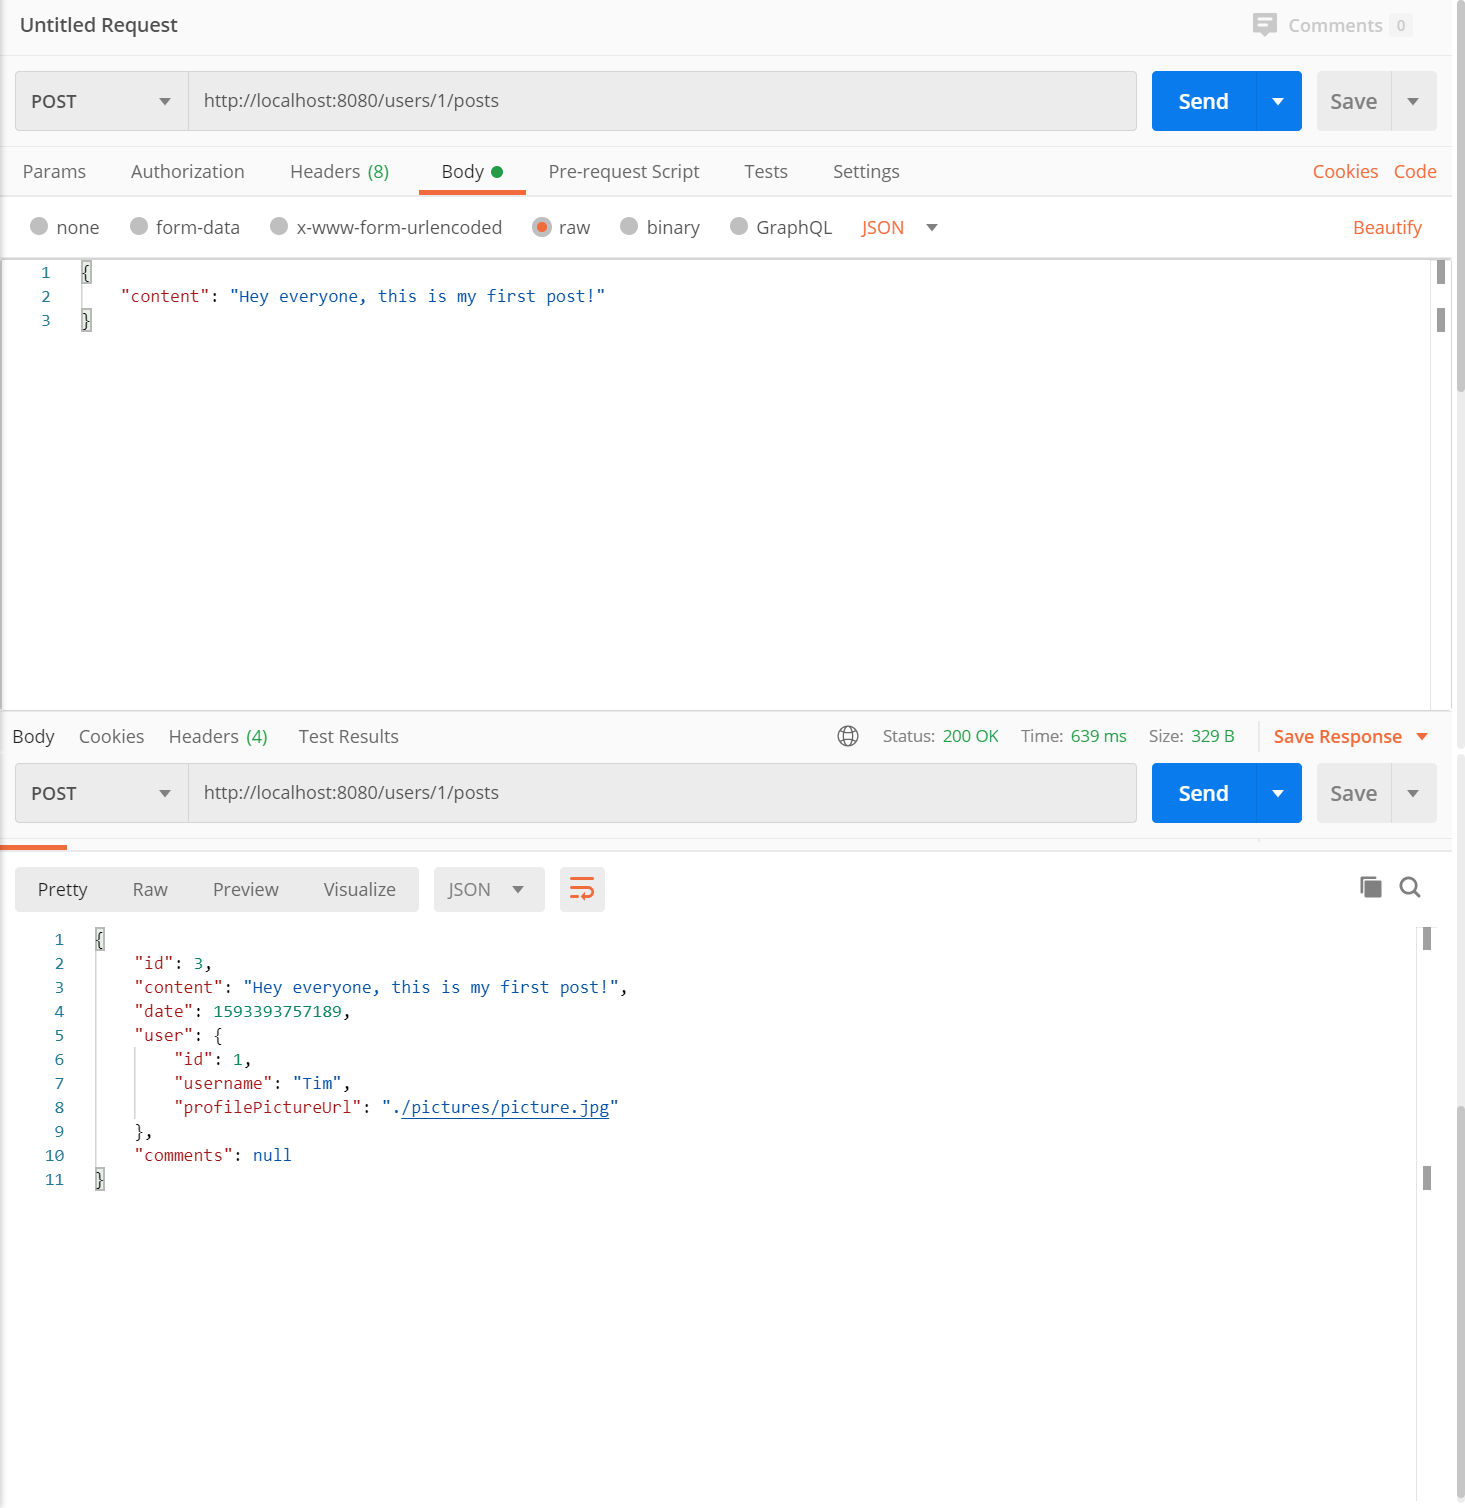 Untitled Request
Comments 0
POST http://localhost:8080/users/1/posts Send Save
Params Authorization Headers (8) Body Pre-request Script Tests Settings Cookies Code
none form-data x-www-form-urlencoded raw binary GraphQL JSON Beautify
1 {
2 "content": "Hey everyone, this is my first post!"
3 }
Body Cookies Headers (4) Test Results Status: 200 OK Time: 639 ms Size: 329 B Save Response
POST http://localhost:8080/users/1/posts Send Save
Pretty Raw Preview Visualize JSON
1 {
2 "id": 3,
3 "content": "Hey everyone, this is my first post!",
4 "date": 1593393757189,
5 "user": {
6 "id": 1,
7 "username": "Tim",
8 "profilePictureUrl": "./pictures/picture.jpg"
9 },
10 "comments": null
11 }